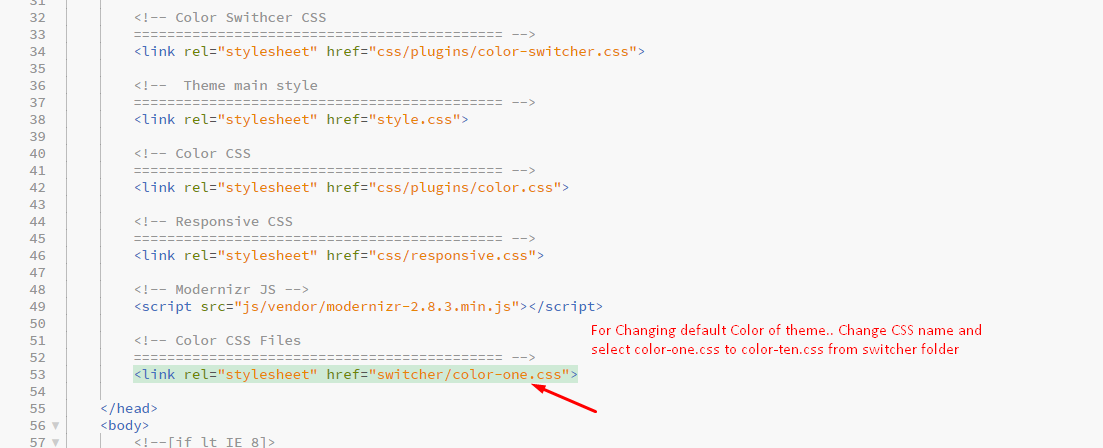 31
32 <!-- Color Swithcer CSS
33 ============================================ -->
34 <link rel="stylesheet" href="css/plugins/color-switcher.css">
35
36 <!--  Theme main style
37 ============================================ -->
38 <link rel="stylesheet" href="style.css">
39
40 <!-- Color CSS
41 ============================================ -->
42 <link rel="stylesheet" href="css/plugins/color.css">
43
44 <!-- Responsive CSS
45 ============================================ -->
46 <link rel="stylesheet" href="css/responsive.css">
47
48 <!-- Modernizr JS -->
49 <script src="js/vendor/modernizr-2.8.3.min.js"></script>
50
51 <!-- Color CSS Files
52 ============================================ -->
53 <link rel="stylesheet" href="switcher/color-one.css">
54
55 </head>
56 <body>
57 <!--[if lt IE 8]>
For Changing default Color of theme.. Change CSS name and
select color-one.css to color-ten.css from switcher folder